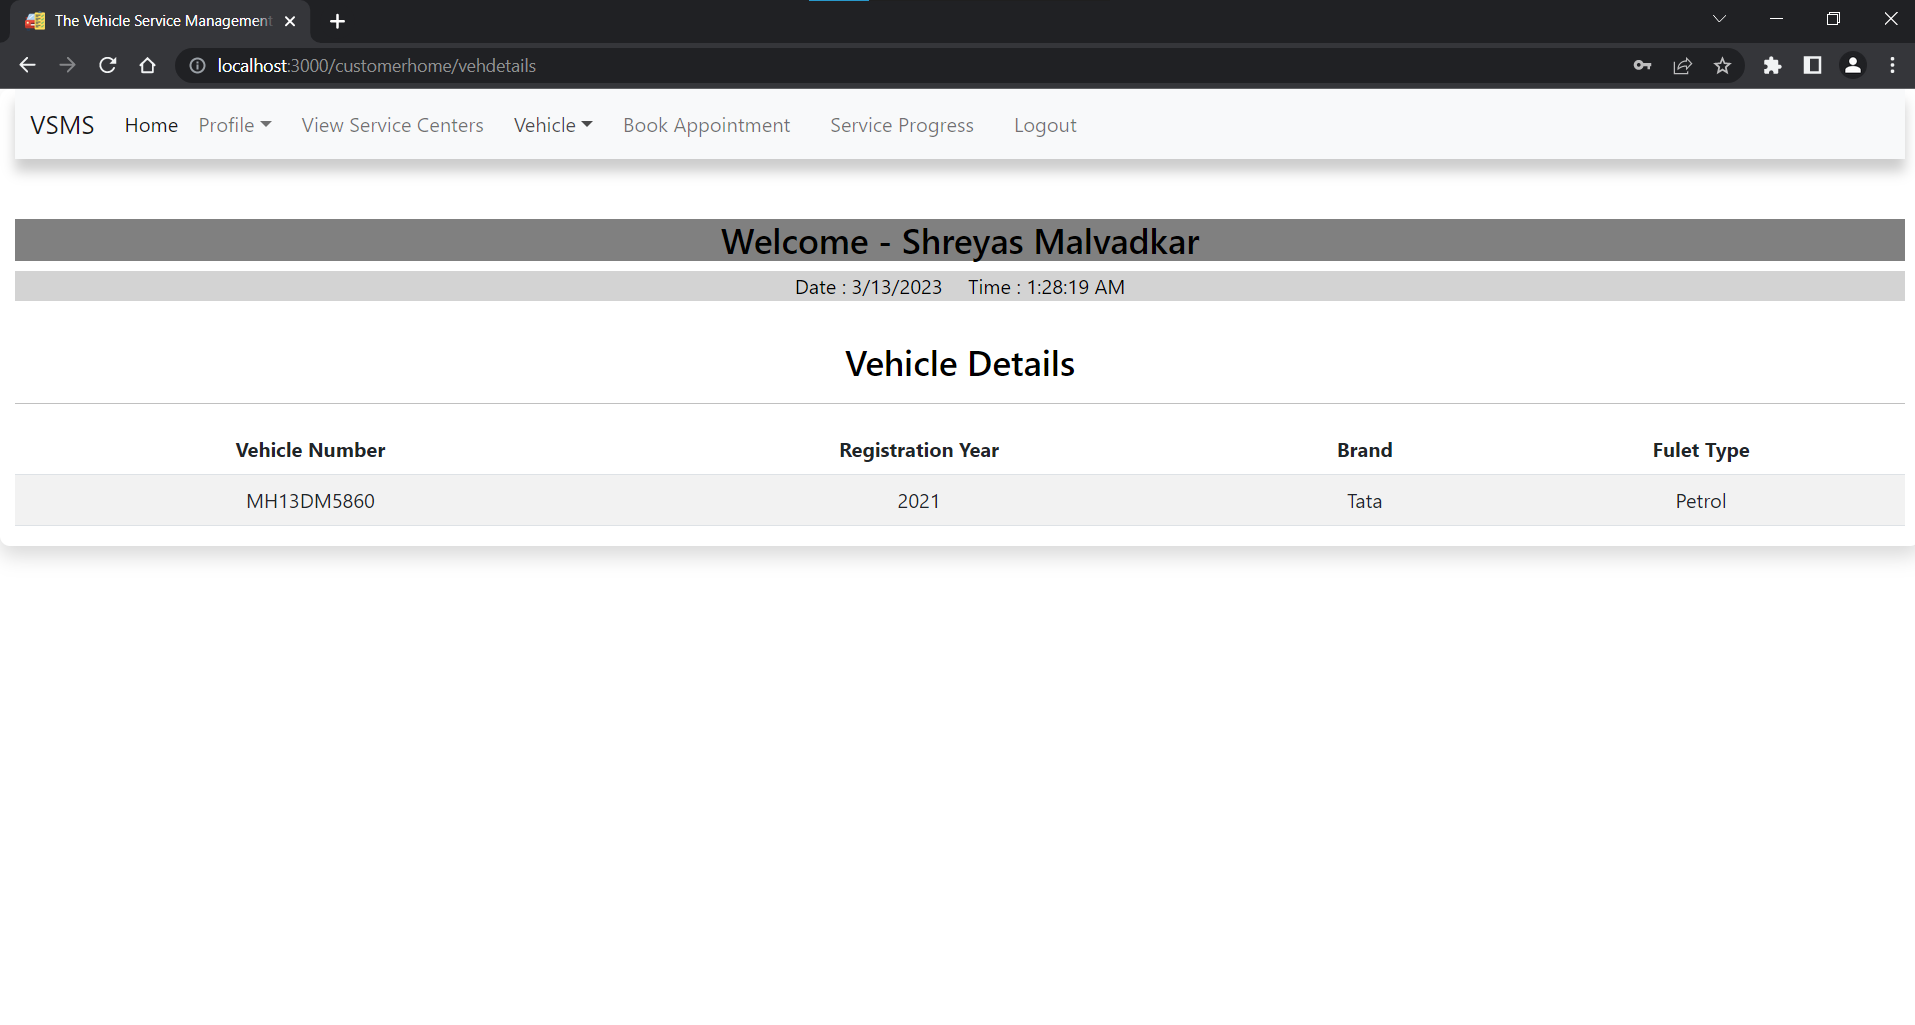 The Vehicle Service Management
localhost:3000/customerhome/vehdetails
VSMS Home Profile View Service Centers Vehicle Book Appointment Service Progress Logout
Welcome - Shreyas Malvadkar
Date : 3/13/2023 Time : 1:28:19 AM
Vehicle Details
Vehicle Number Registration Year Brand Fulet Type
MH13DM5860 2021 Tata Petrol